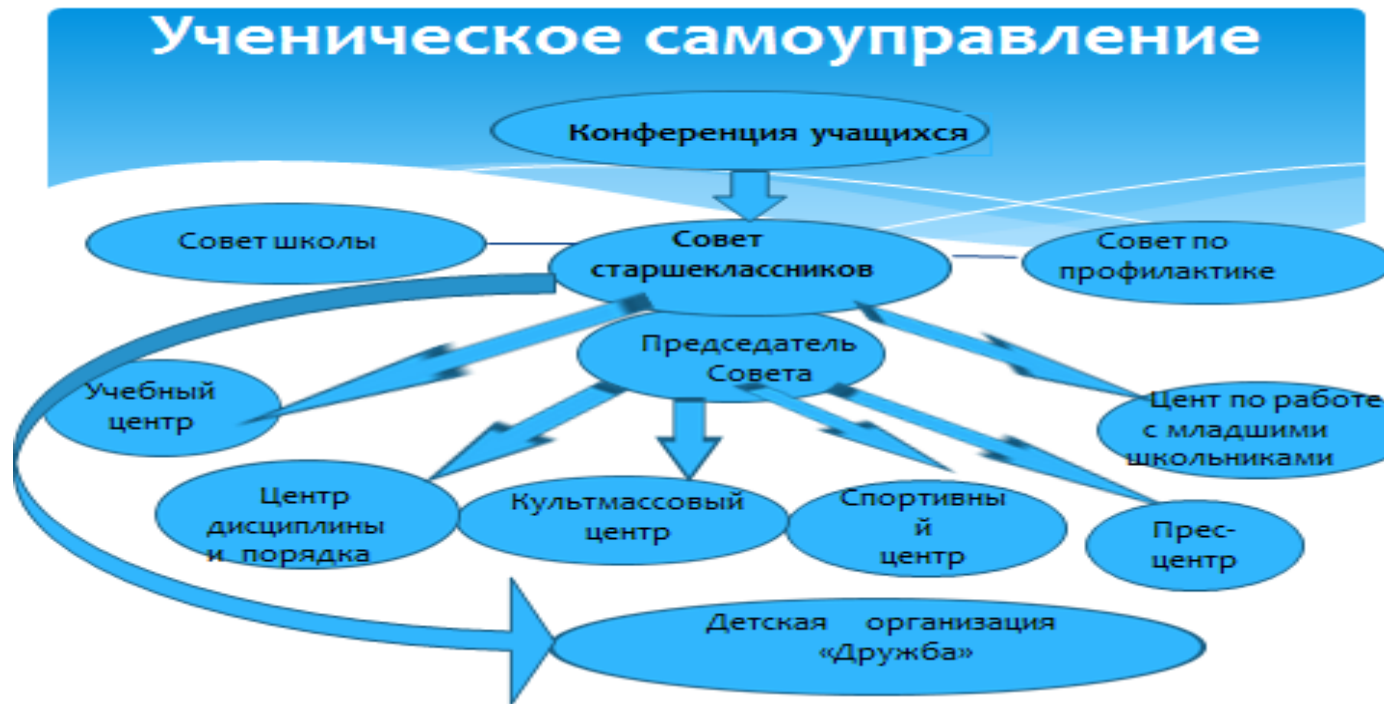 Ученическое самоуправление
Конференция учащихся
Совет школы
Совет
старшеклассников
Совет по
профилактике
Председатель
Совета
Учебный
центр
Цент по работе
с младшими
школьниками
Центр
дисциплины
и порядка
Культмассовый
центр
Спортивны
й
центр
Прес-
центр
Детская организация
«Дружба»